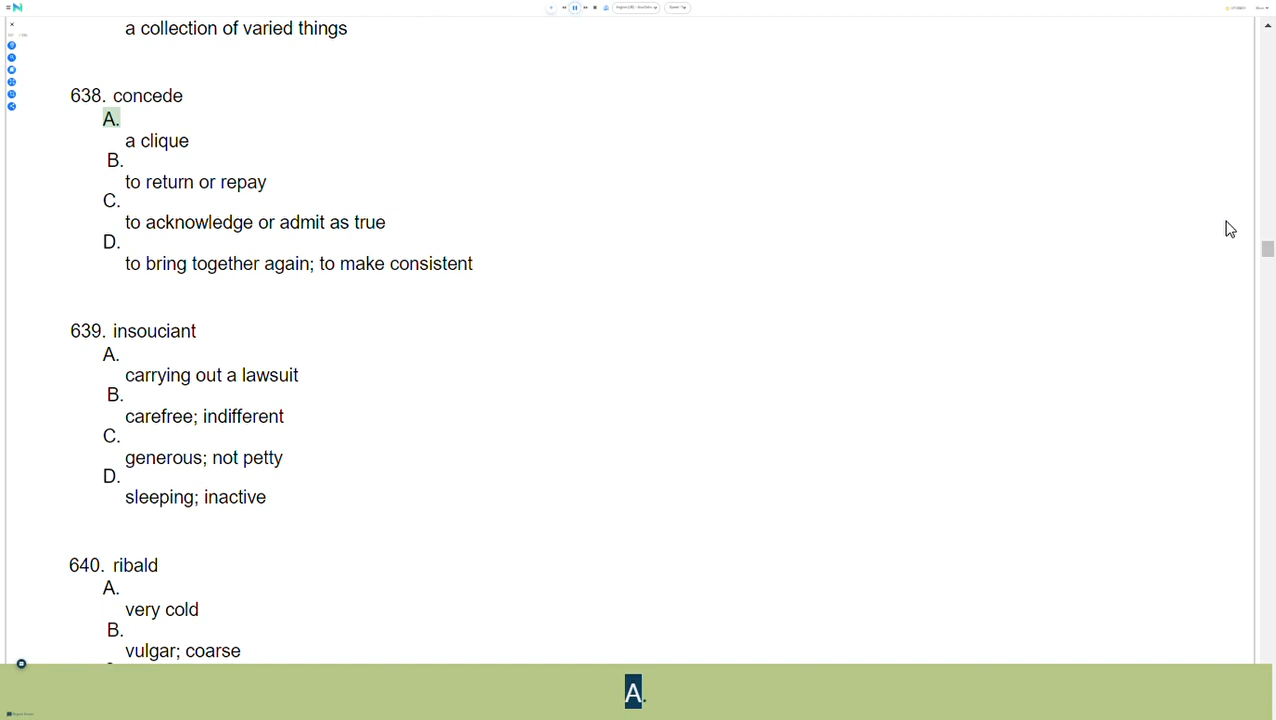 a collection of varied things
638. concede
A.
a clique
B.
to return or repay
C.
to acknowledge or admit as true
D.
to bring together again; to make consistent
639. insouciant
A.
carrying out a lawsuit
B.
carefree; indifferent
C.
generous; not petty
D.
sleeping; inactive
640. ribald
A.
very cold
B.
vulgar; coarse
A.